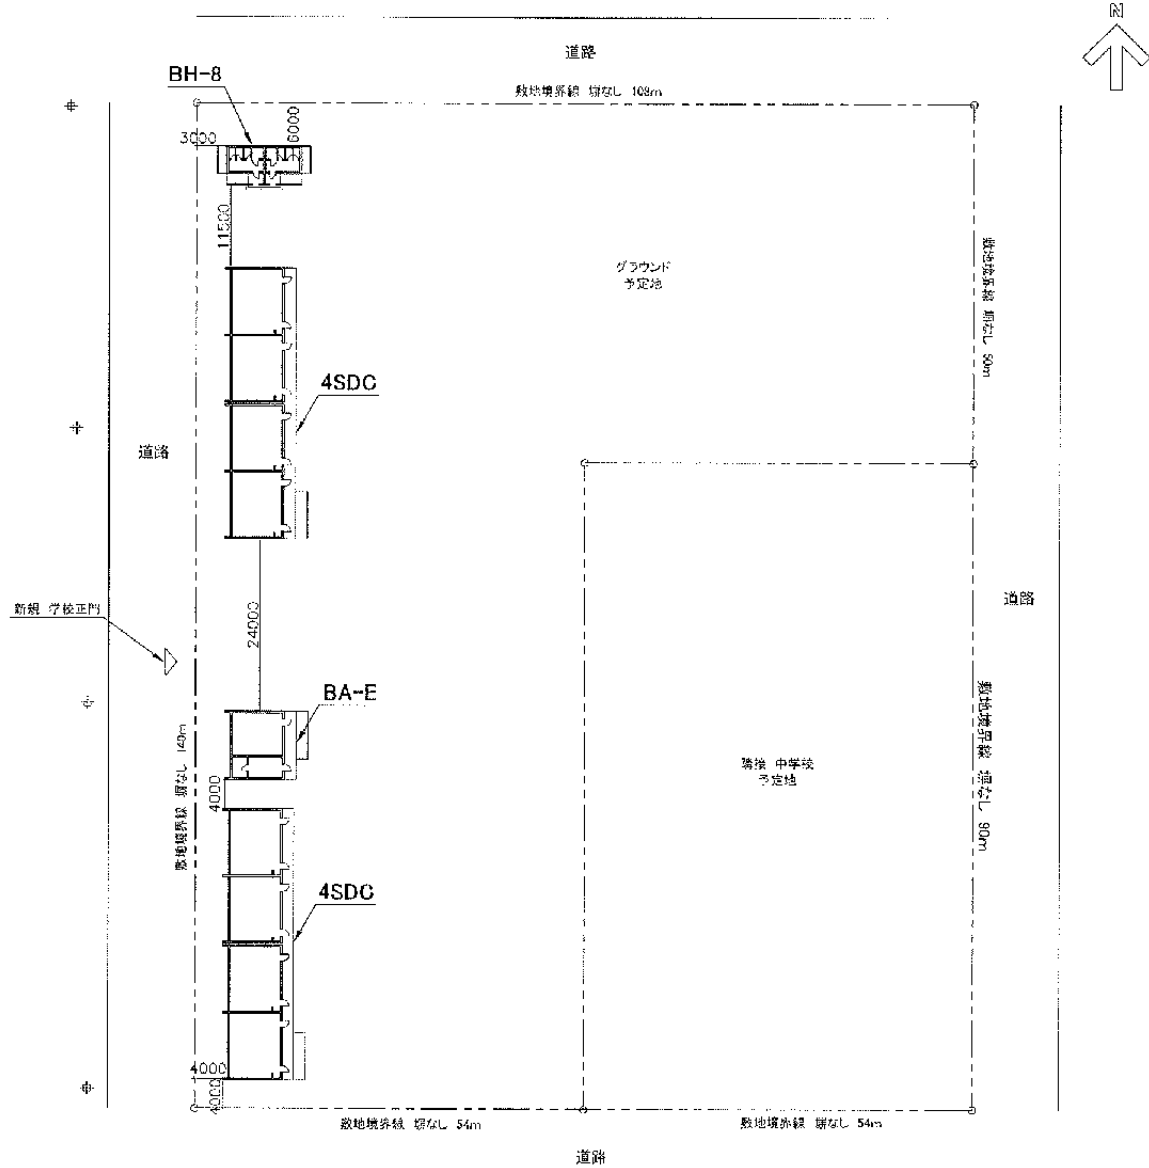 N
道路
BH-8
敷地境界線 塀なし 108m
3000
6000
11500
グラウンド
予定地
敷地境界線 塀なし 50m
4SDC
道路
24000
新規 学校正門
道路
BA-E
敷地境界線 塀なし 140m
4000
隣接 中学校
予定地
敷地境界線 塀なし 90m
4SDC
4000
4000
敷地境界線 塀なし 54m
敷地境界線 塀なし 54m
道路